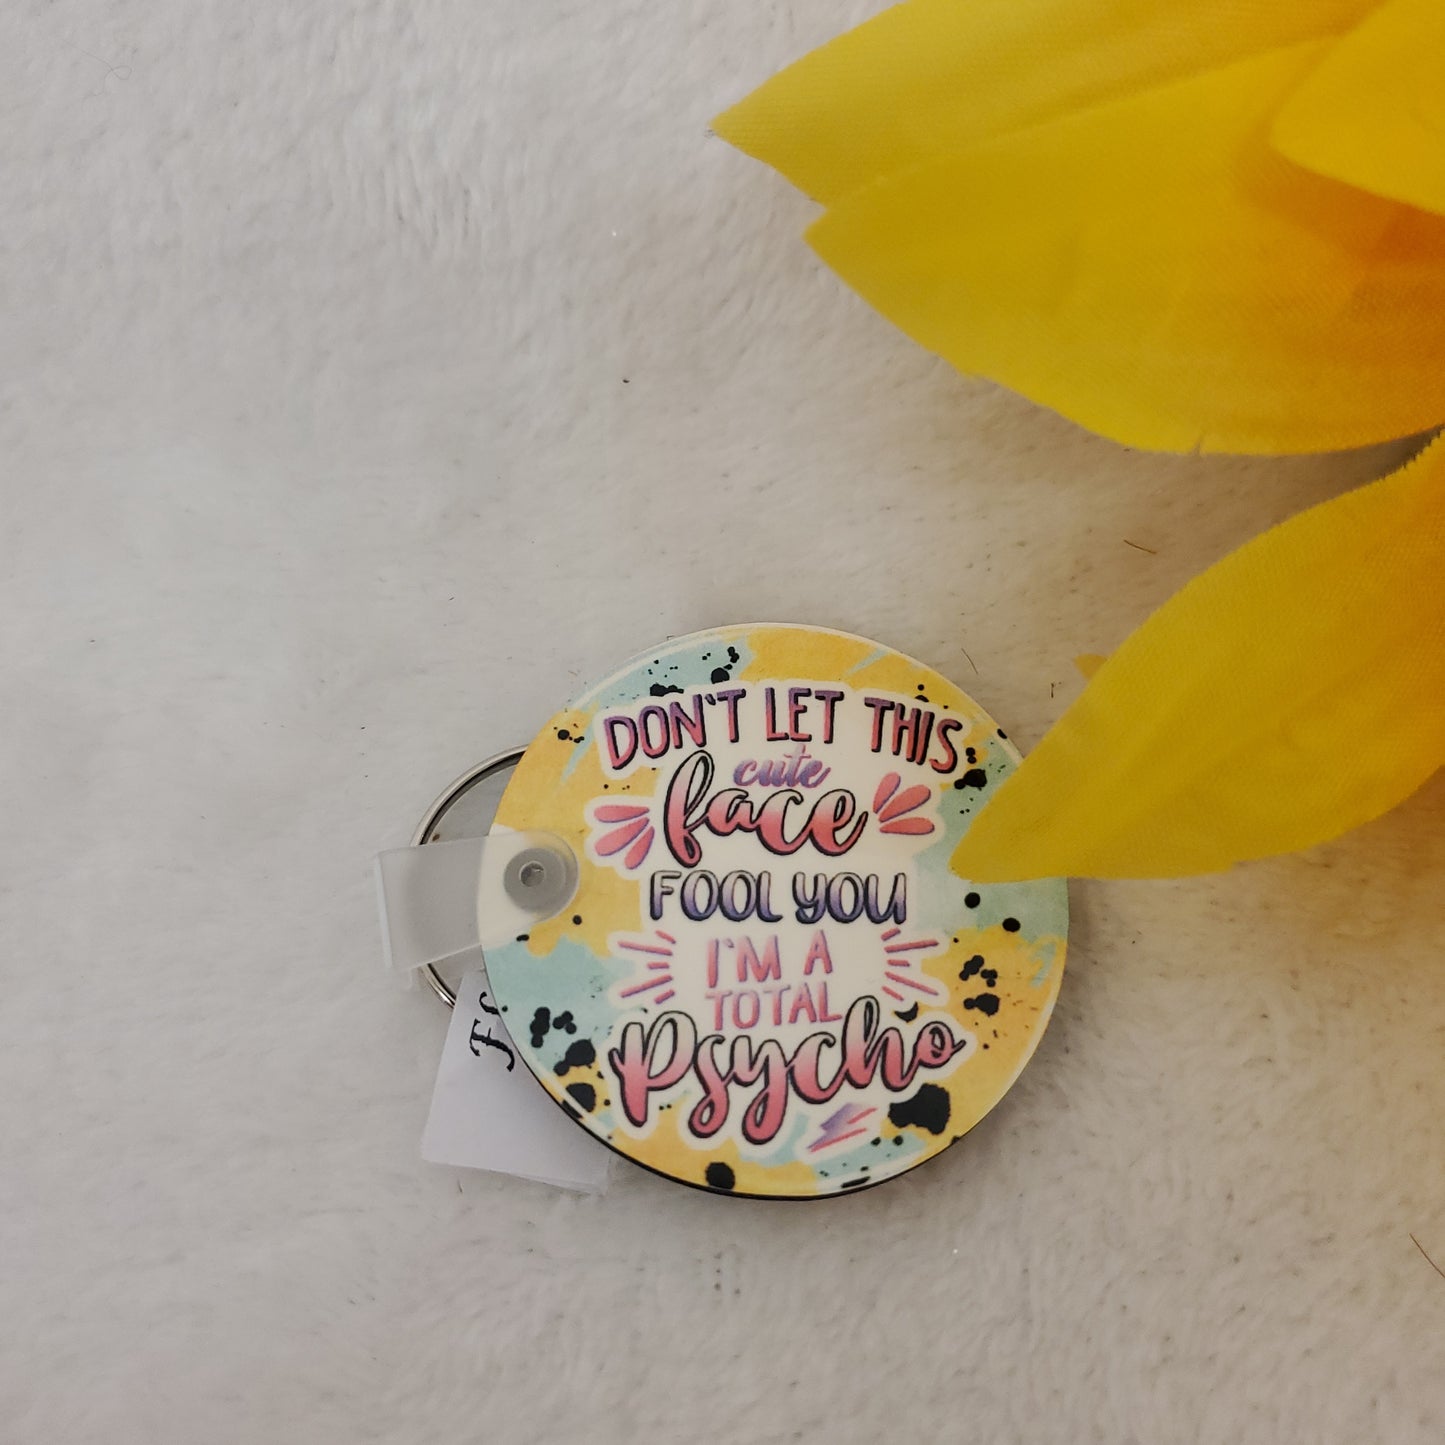 DON'T LET THIS
cute
face
FOOL YOU
I'M A
TOTAL
Psycho